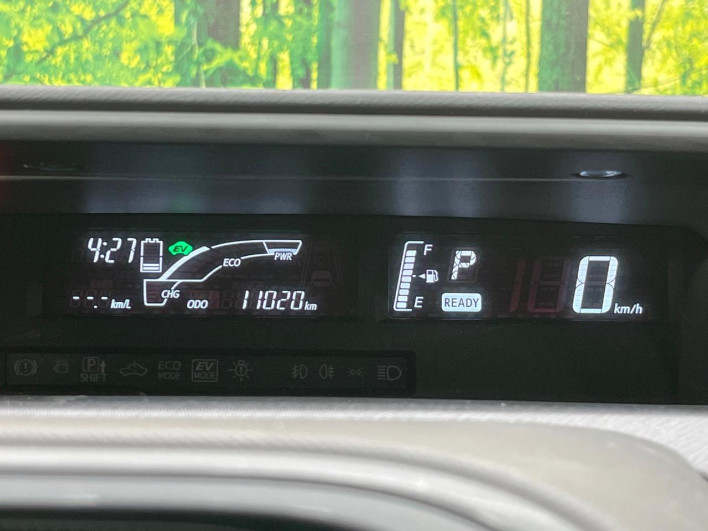 4:27 EV ECO PWR
CHG
--.- km/L ODO 11020 km
F
P 0 km/h
E READY
P SHIFT ECO MODE EV MODE